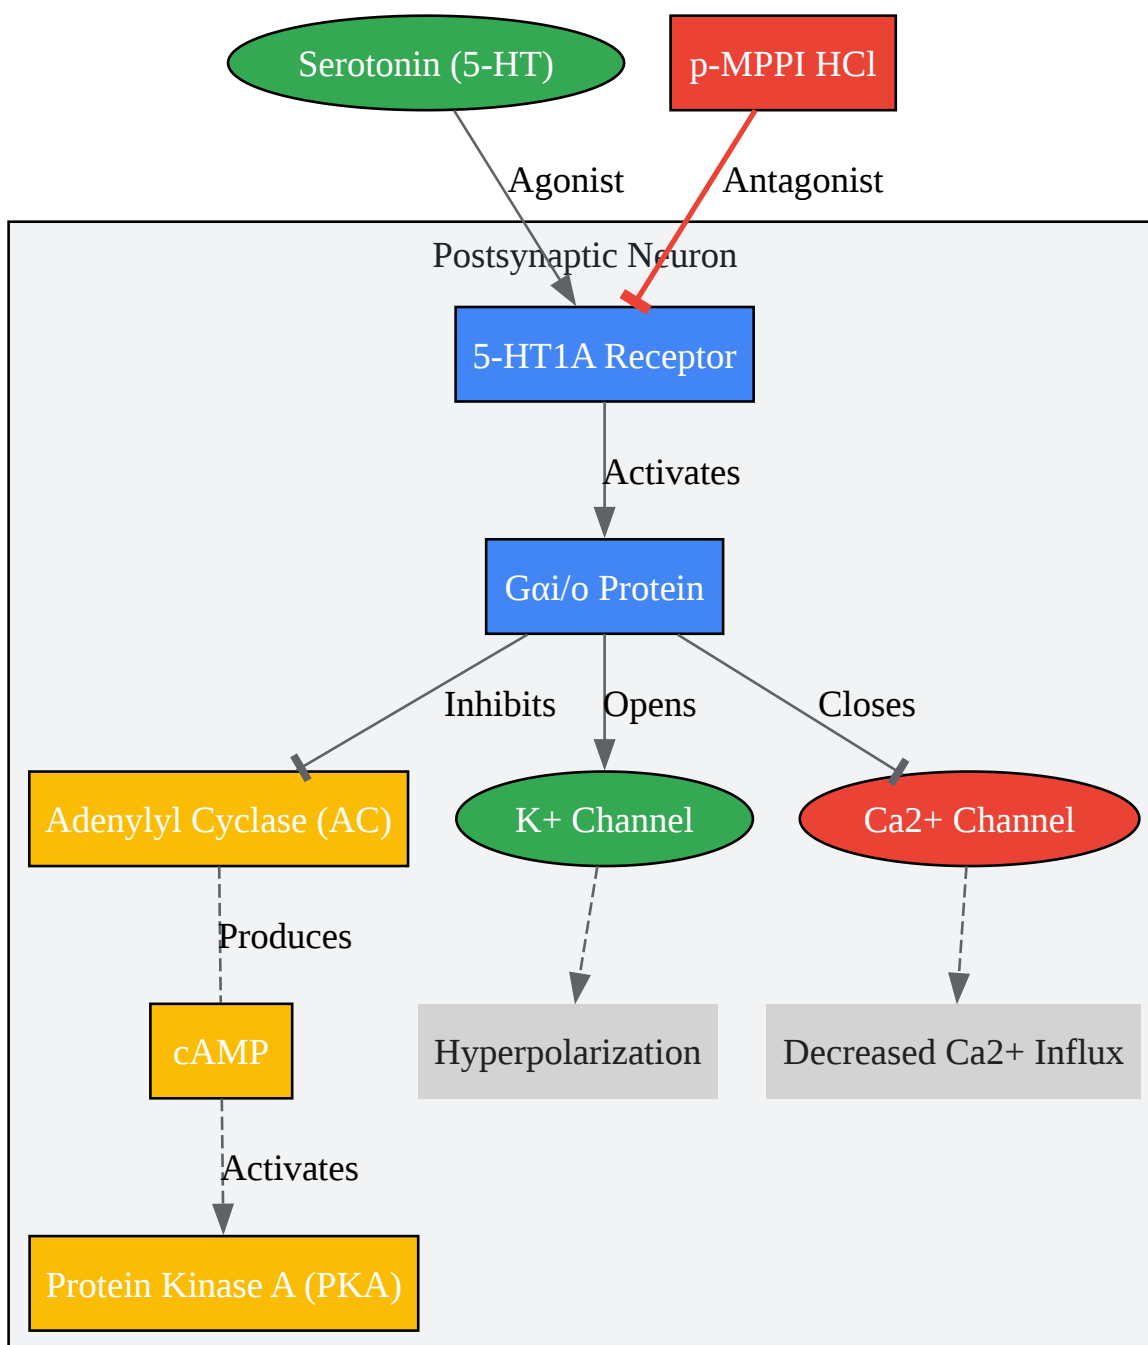 Serotonin (5-HT)
p-MPPI HCl
Agonist
Antagonist
Postsynaptic Neuron
5-HT1A Receptor
Activates
Gαi/o Protein
Inhibits
Opens
Closes
Adenylyl Cyclase (AC)
K+ Channel
Ca2+ Channel
Produces
cAMP
Hyperpolarization
Decreased Ca2+ Influx
Activates
Protein Kinase A (PKA)